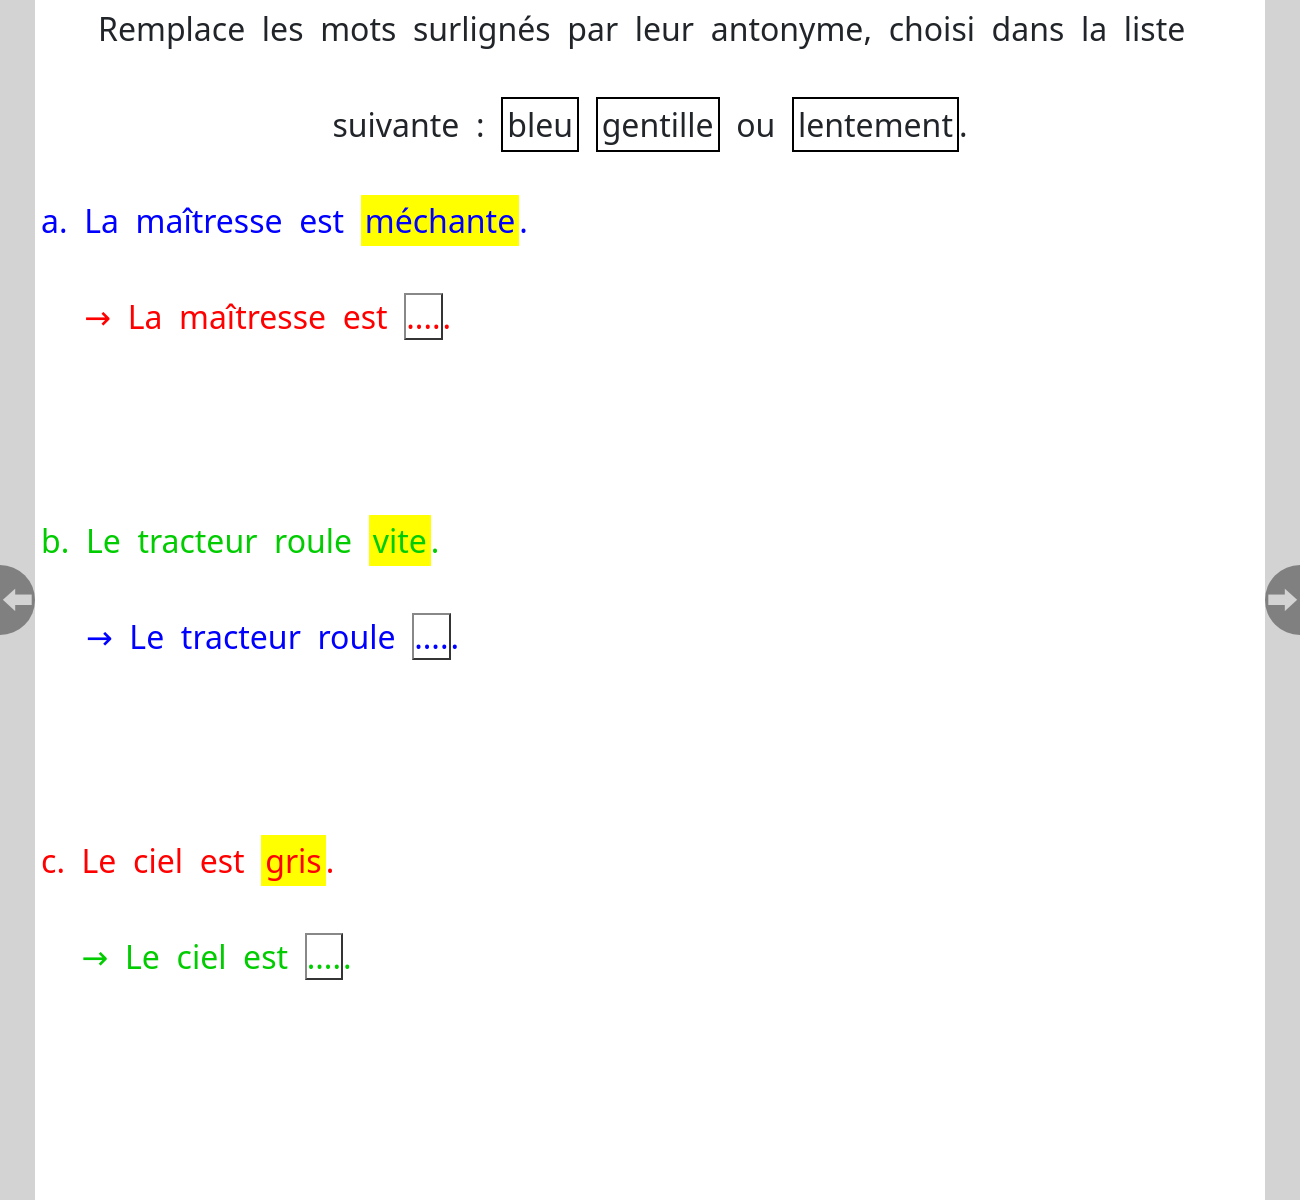 Remplace les mots surlignés par leur antonyme, choisi dans la liste
suivante : bleu gentille ou lentement.
a. La maîtresse est méchante.
→ La maîtresse est .....
b. Le tracteur roule vite.
→ Le tracteur roule .....
c. Le ciel est gris.
→ Le ciel est .....